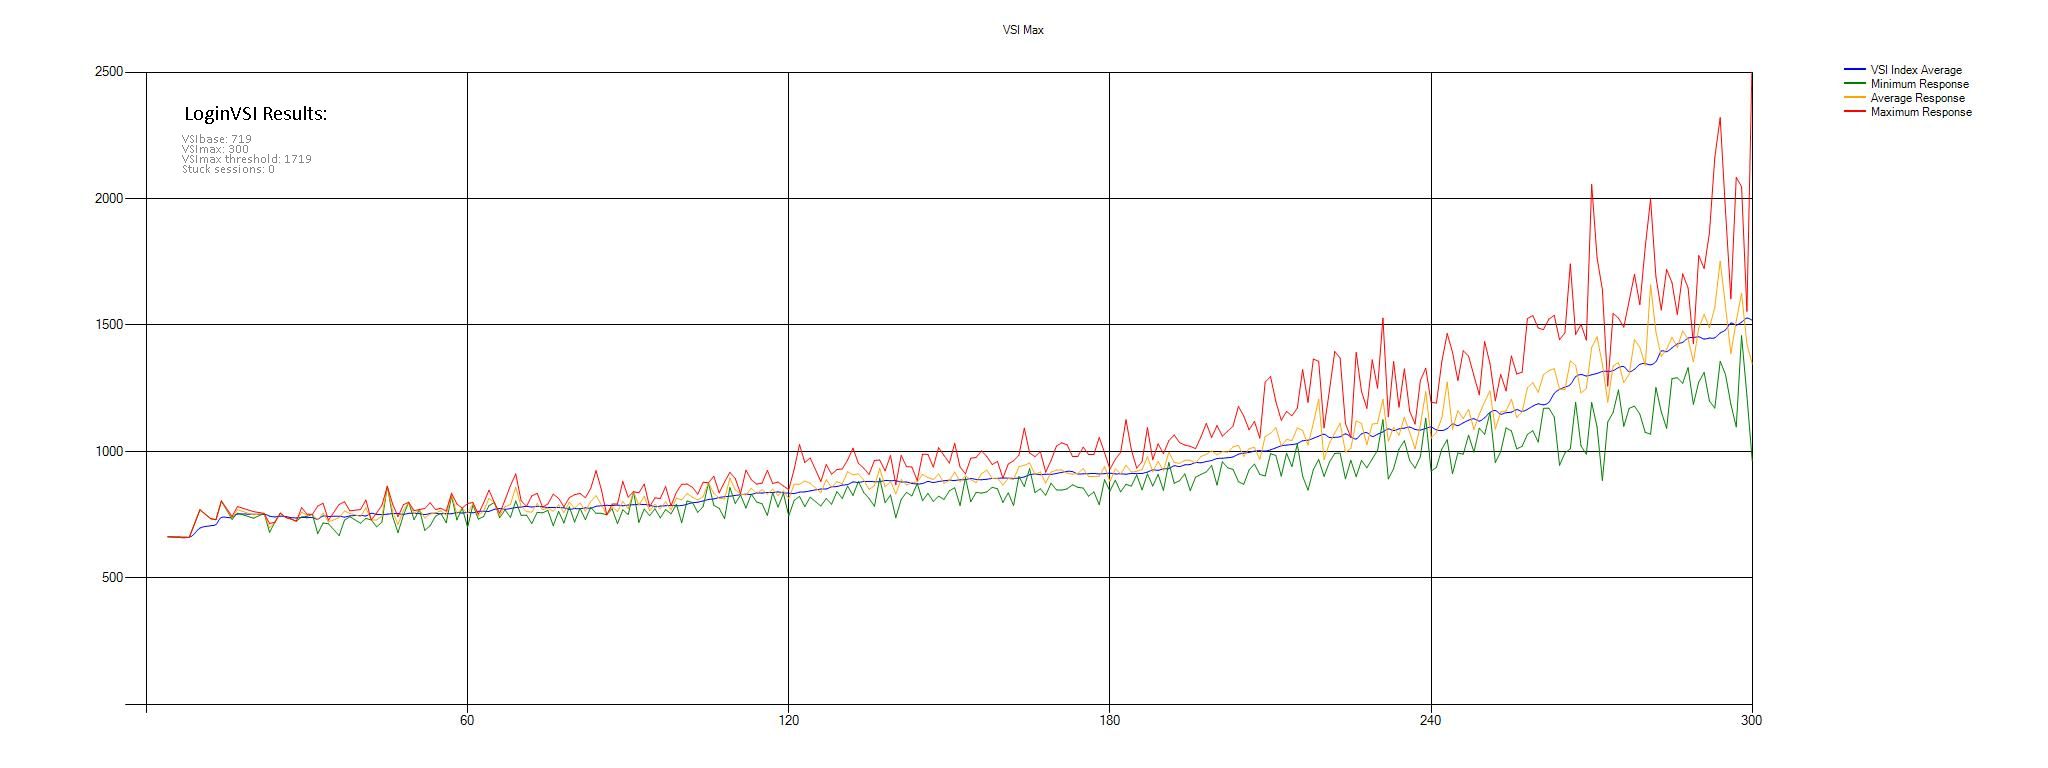 VSI Max
2500
2000
1500
1000
500
LoginVSI Results:
VSIbase: 719
VSImax: 300
VSImax threshold: 1719
Stuck sessions: 0
VSI Index Average
Minimum Response
Average Response
Maximum Response
60
120
180
240
300